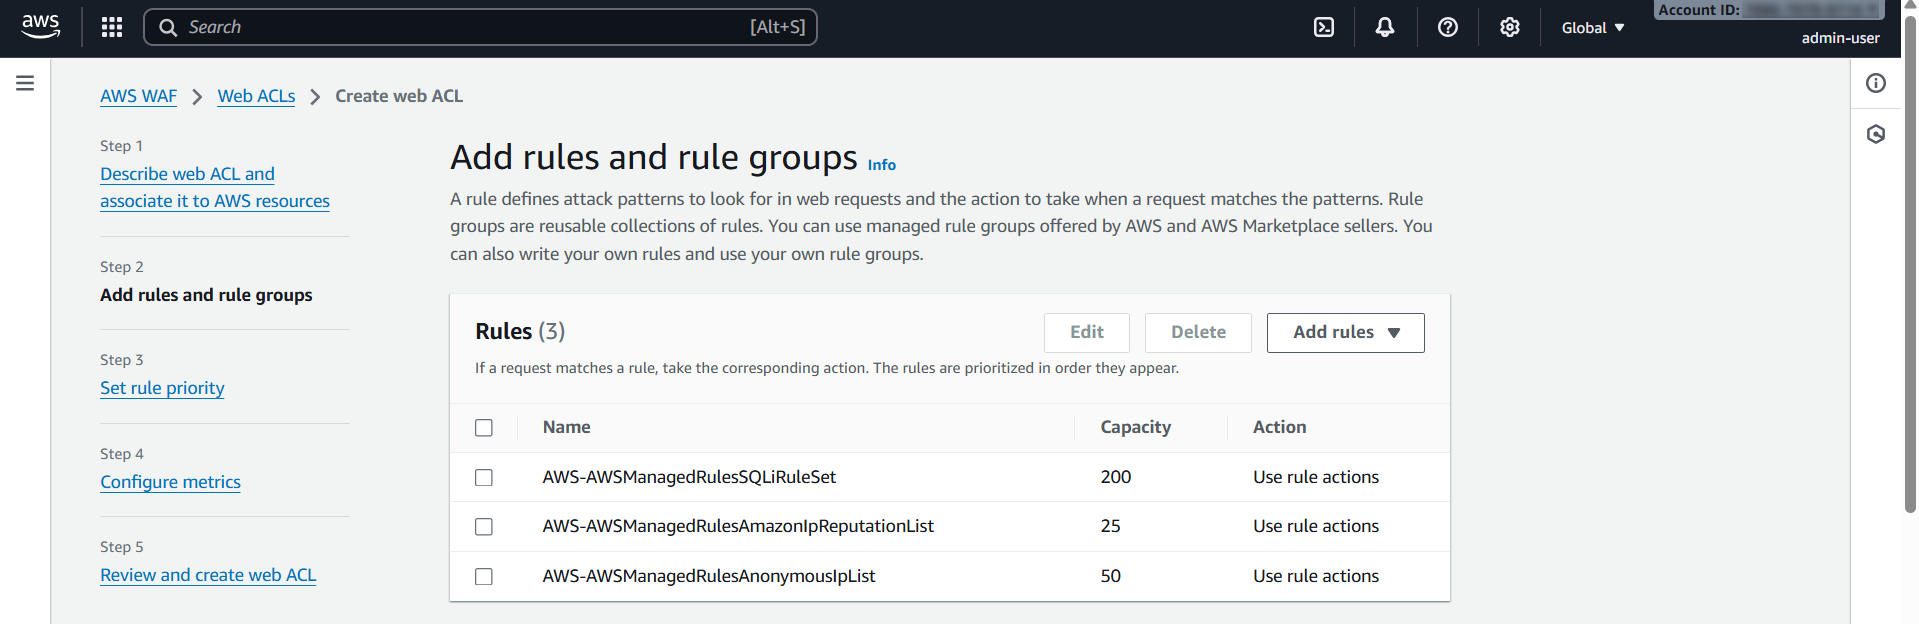 aws
Search
[Alt+S]
Global
Account ID:
admin-user
AWS WAF
Web ACLs
Create web ACL
Step 1
Describe web ACL and
associate it to AWS resources
Step 2
Add rules and rule groups
Step 3
Set rule priority
Step 4
Configure metrics
Step 5
Review and create web ACL
Add rules and rule groups Info
A rule defines attack patterns to look for in web requests and the action to take when a request matches the patterns. Rule
groups are reusable collections of rules. You can use managed rule groups offered by AWS and AWS Marketplace sellers. You
can also write your own rules and use your own rule groups.
Rules (3)
Edit
Delete
Add rules
If a request matches a rule, take the corresponding action. The rules are prioritized in order they appear.
Name Capacity Action
AWS-AWSManagedRulesSQLiRuleSet 200 Use rule actions
AWS-AWSManagedRulesAmazonIpReputationList 25 Use rule actions
AWS-AWSManagedRulesAnonymousIpList 50 Use rule actions